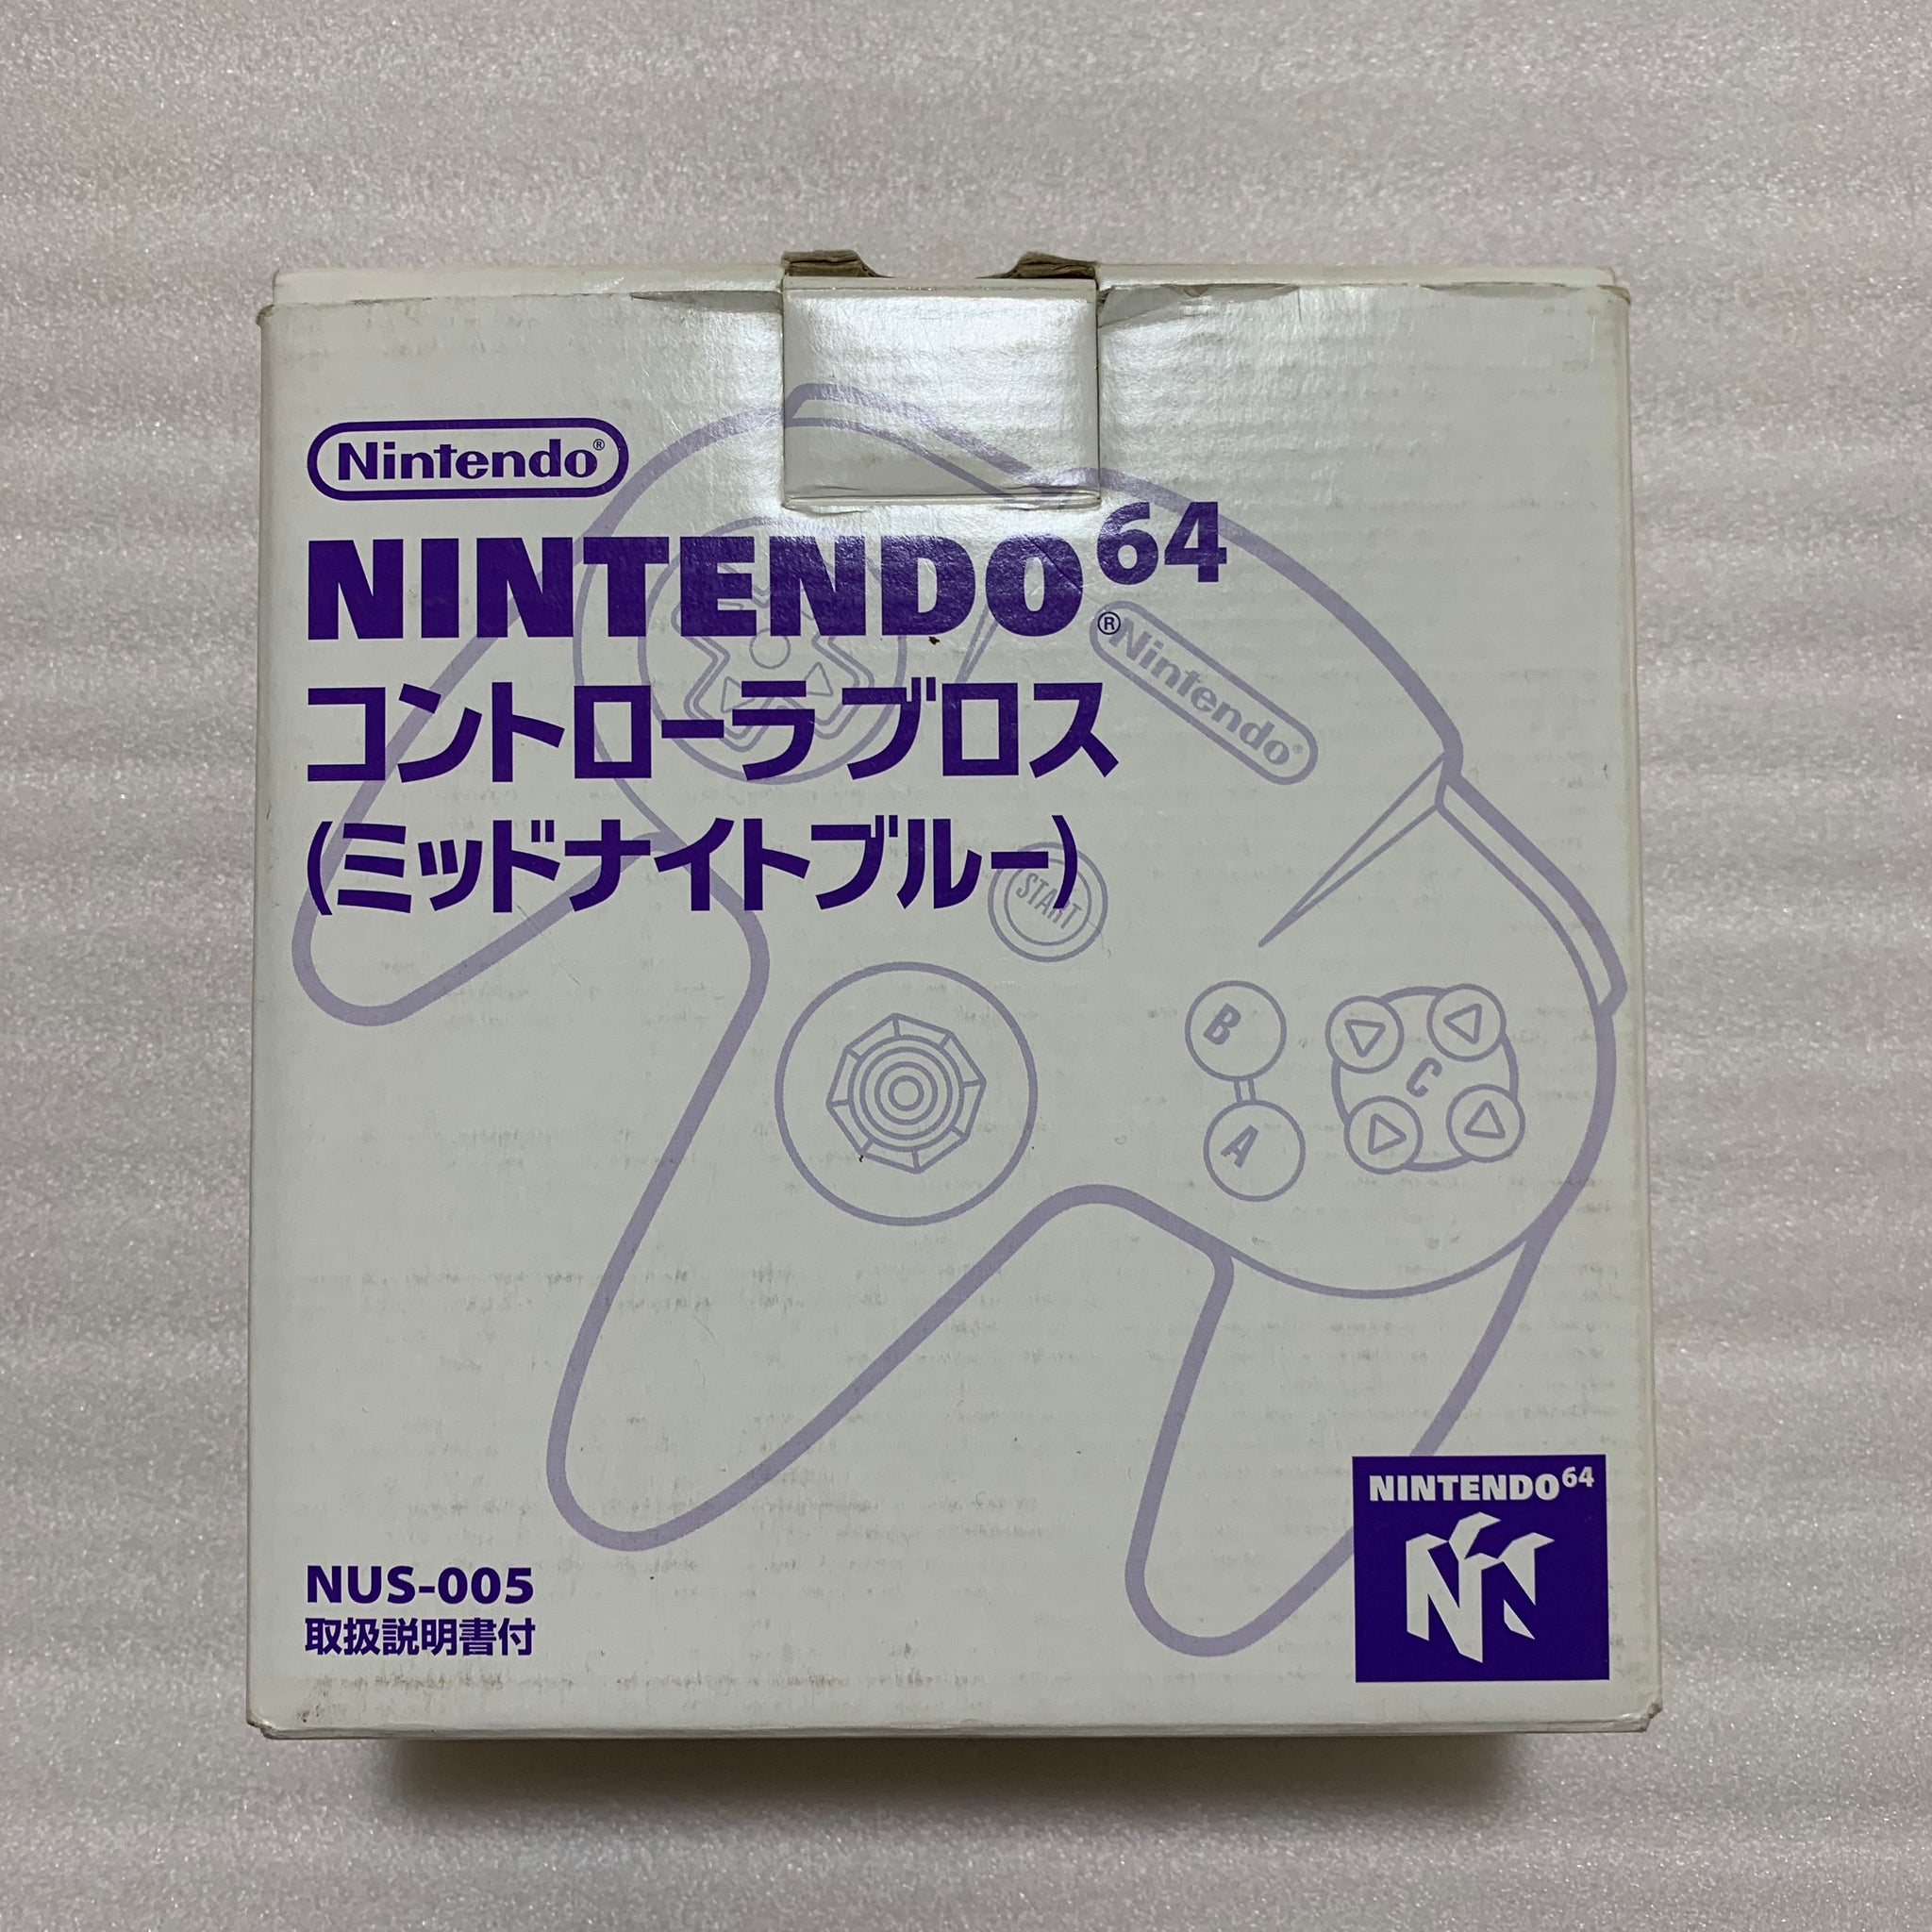 Nintendo®
NINTENDO64®
コントローラ ブロス
(ミッドナイトブルー)
Nintendo®
START
B
A
C
NUS-005
取扱説明書付
NINTENDO64